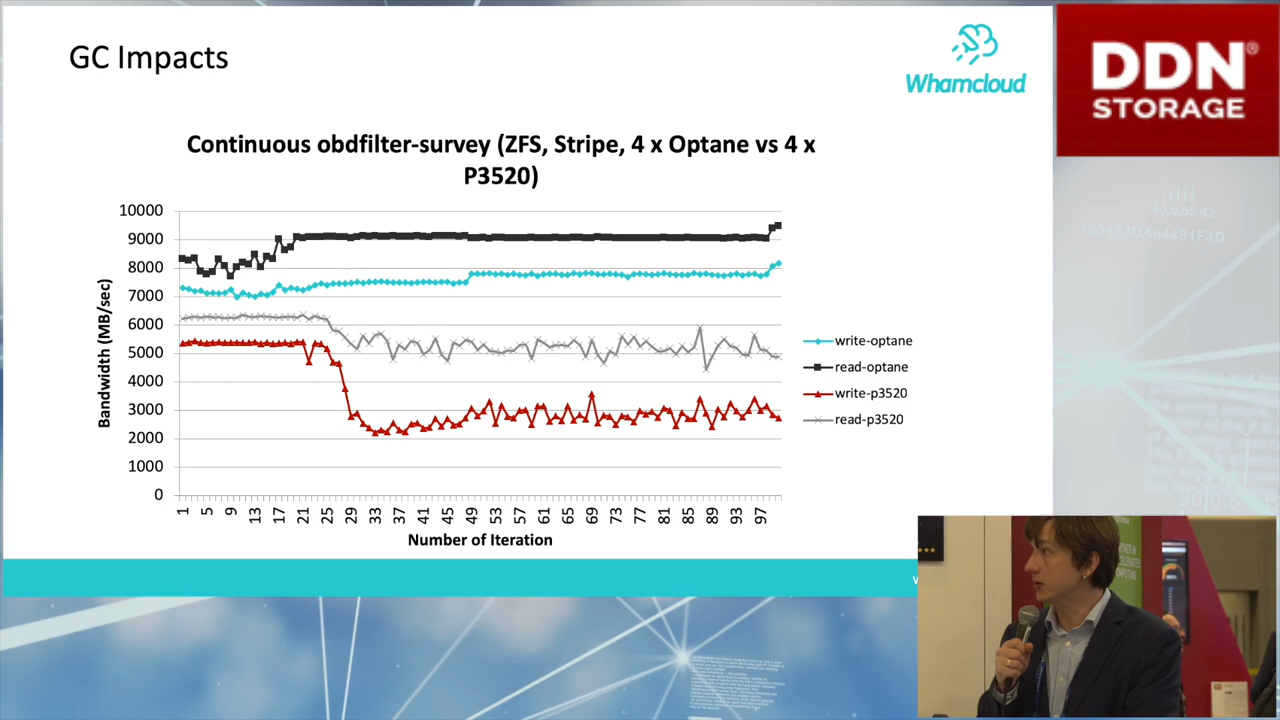 GC Impacts
Whamcloud
DDN®
STORAGE
Continuous obdfilter-survey (ZFS, Stripe, 4 x Optane vs 4 x
P3520)
10000
9000
8000
7000
6000
5000
4000
3000
2000
1000
0
Bandwidth (MB/sec)
1 5 9 13 17 21 25 29 33 37 41 45 49 53 57 61 65 69 73 77 81 85 89 93 97
Number of Iteration
write-optane
read-optane
write-p3520
read-p3520